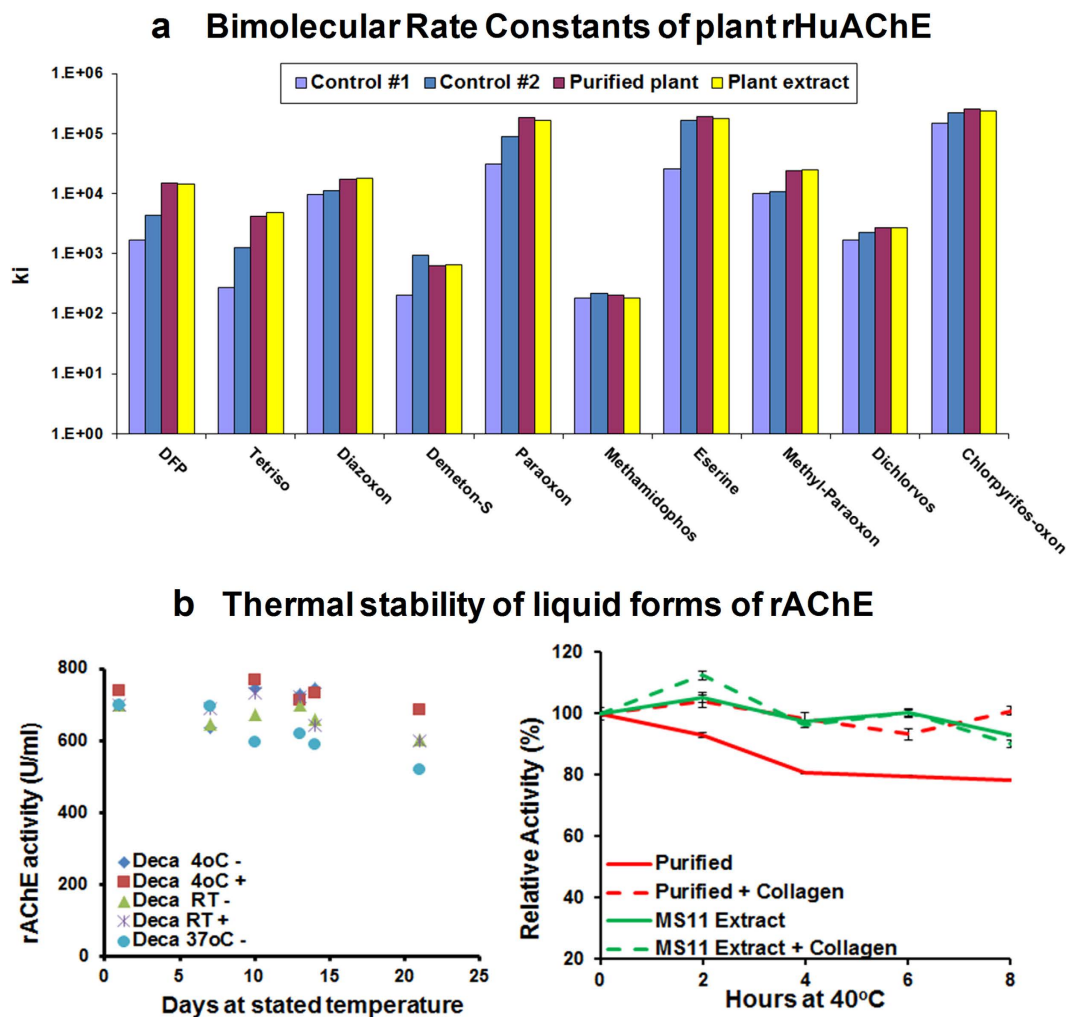 a Bimolecular Rate Constants of plant rHuAChE
Control #1 Control #2 Purified plant Plant extract
1.E+06
1.E+05
1.E+04
1.E+03
1.E+02
1.E+01
1.E+00
ki
DFP
Tetriso
Diazoxon
Demeton-S
Paraoxon
Methamidophos
Eserine
Methyl-Paraoxon
Dichlorvos
Chlorpyrifos-oxon
b Thermal stability of liquid forms of rAChE
800
600
400
200
0
rAChE activity (U/ml)
Deca 4oC -
Deca 4oC +
Deca RT -
Deca RT +
Deca 37oC -
0 5 10 15 20 25
Days at stated temperature
120
100
80
60
40
20
Relative Activity (%)
Purified
Purified + Collagen
MS11 Extract
MS11 Extract + Collagen
0 2 4 6 8
Hours at 40°C